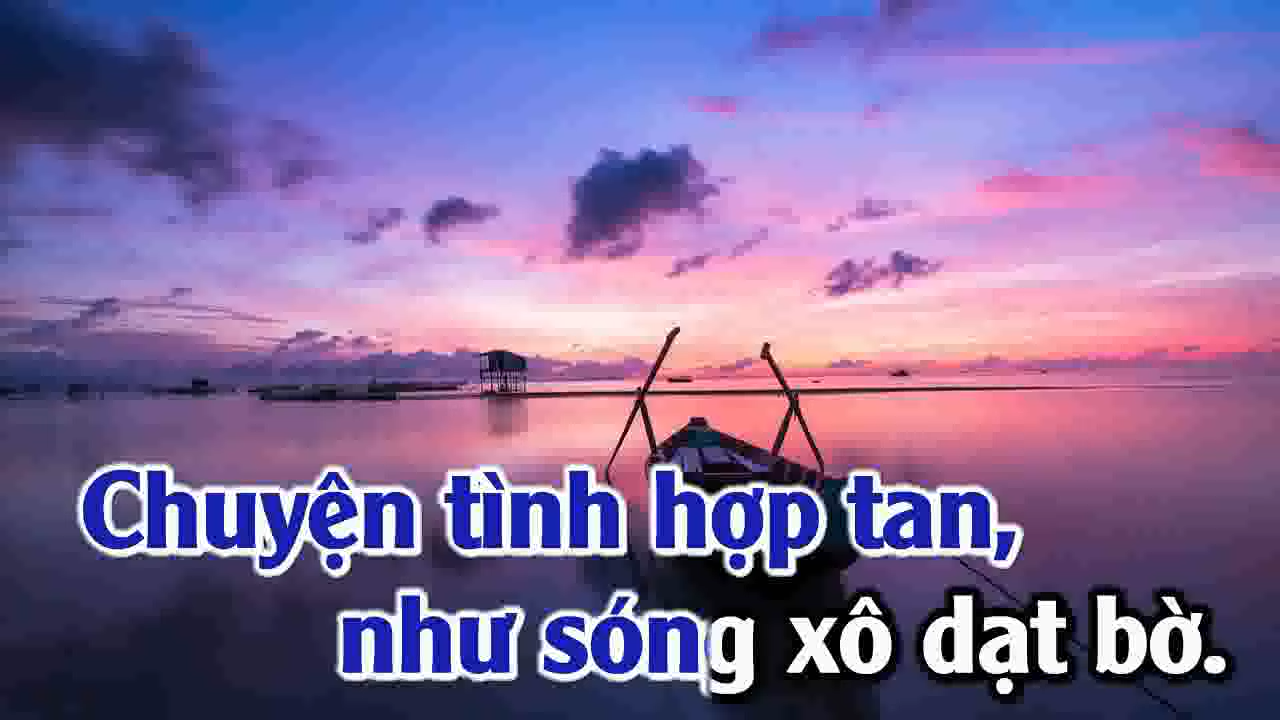 Chuyện tình hợp tan,
như sóng xô dạt bờ.